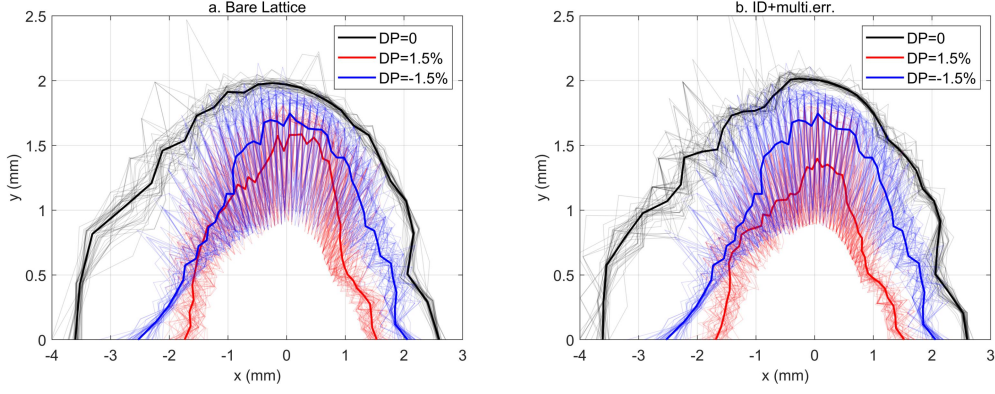 a. Bare Lattice
2.5
2
1.5
1
0.5
0
y (mm)
DP=0
DP=1.5%
DP=-1.5%
-4 -3 -2 -1 0 1 2 3
x (mm)
b. ID+multi.err.
2.5
2
1.5
1
0.5
0
y (mm)
DP=0
DP=1.5%
DP=-1.5%
-4 -3 -2 -1 0 1 2 3
x (mm)